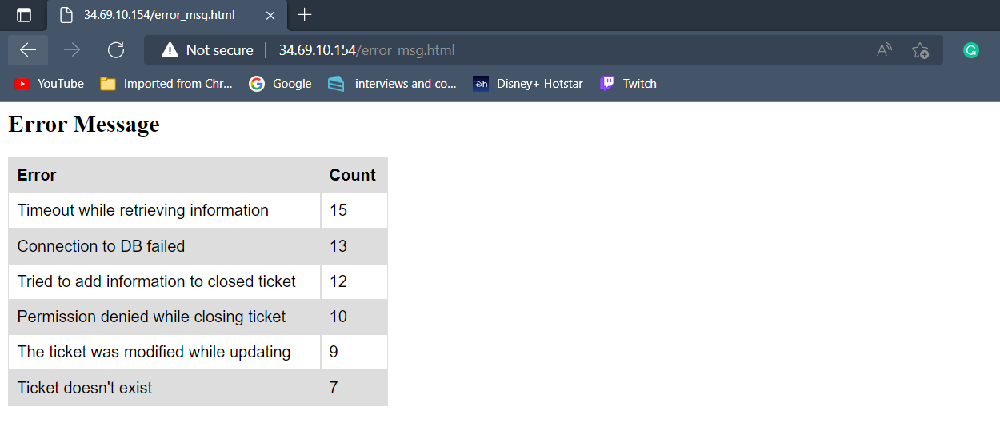 34.69.10.154/error_msg.html
Not secure 34.69.10.154/error_msg.html
YouTube Imported from Chr... Google interviews and co... Disney+ Hotstar Twitch
Error Message
Error Count
Timeout while retrieving information 15
Connection to DB failed 13
Tried to add information to closed ticket 12
Permission denied while closing ticket 10
The ticket was modified while updating 9
Ticket doesn't exist 7